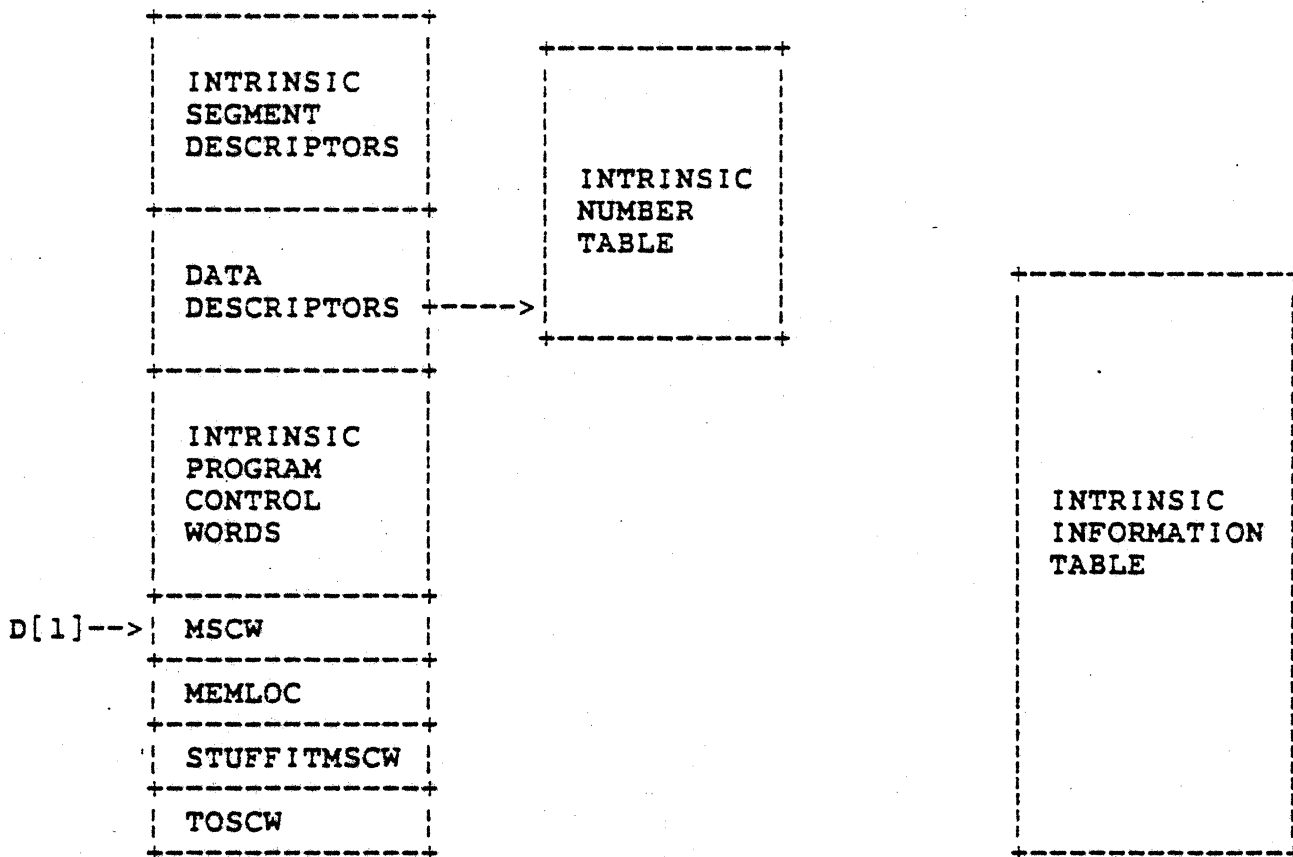 INTRINSIC
SEGMENT
DESCRIPTORS
DATA
DESCRIPTORS
INTRINSIC
PROGRAM
CONTROL
WORDS
D[1]-->
MSCW
MEMLOC
STUFFITMSCW
TOSCW
INTRINSIC
NUMBER
TABLE
INTRINSIC
INFORMATION
TABLE